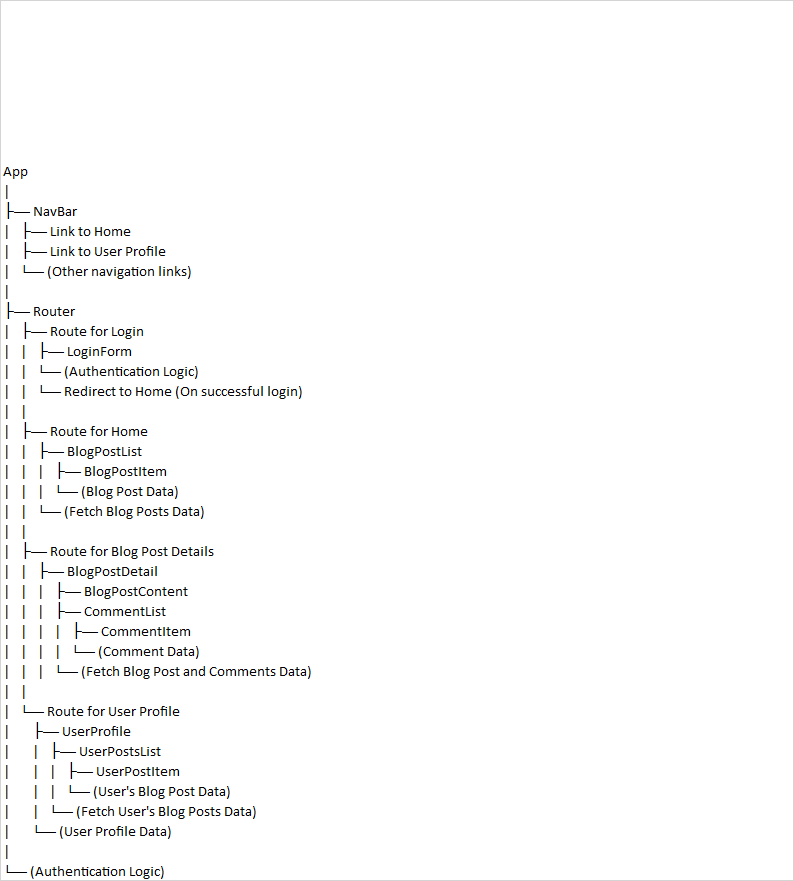 App
|
├── NavBar
|   ├── Link to Home
|   ├── Link to User Profile
|   └── (Other navigation links)
|
├── Router
|   ├── Route for Login
|   |   ├── LoginForm
|   |   └── (Authentication Logic)
|   |   └── Redirect to Home (On successful login)
|   |
|   ├── Route for Home
|   |   ├── BlogPostList
|   |   |   ├── BlogPostItem
|   |   |   └── (Blog Post Data)
|   |   └── (Fetch Blog Posts Data)
|   |
|   ├── Route for Blog Post Details
|   |   ├── BlogPostDetail
|   |   |   ├── BlogPostContent
|   |   |   ├── CommentList
|   |   |   |   ├── CommentItem
|   |   |   |   └── (Comment Data)
|   |   |   └── (Fetch Blog Post and Comments Data)
|   |
|   └── Route for User Profile
|       ├── UserProfile
|       |   ├── UserPostsList
|       |   |   ├── UserPostItem
|       |   |   └── (User's Blog Post Data)
|       |   └── (Fetch User's Blog Posts Data)
|       └── (User Profile Data)
|
└── (Authentication Logic)